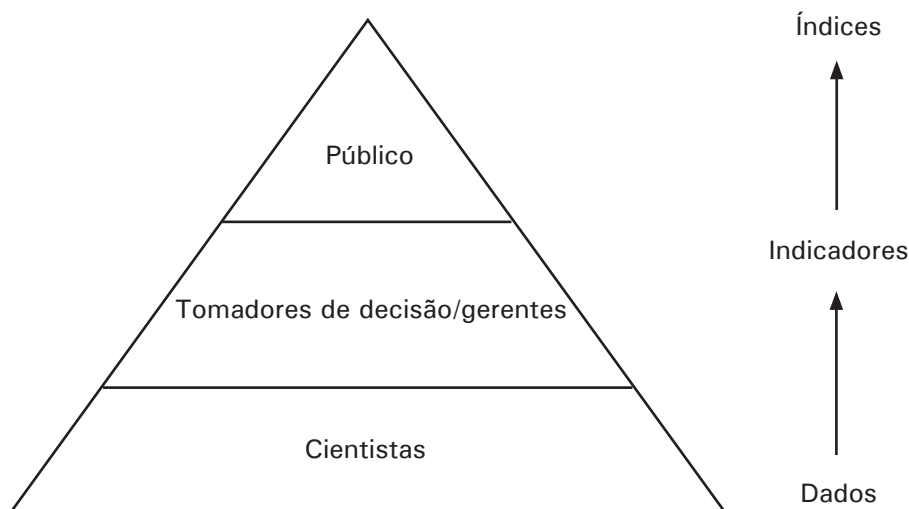 Índices
Público
Indicadores
Tomadores de decisão/gerentes
Cientistas
Dados